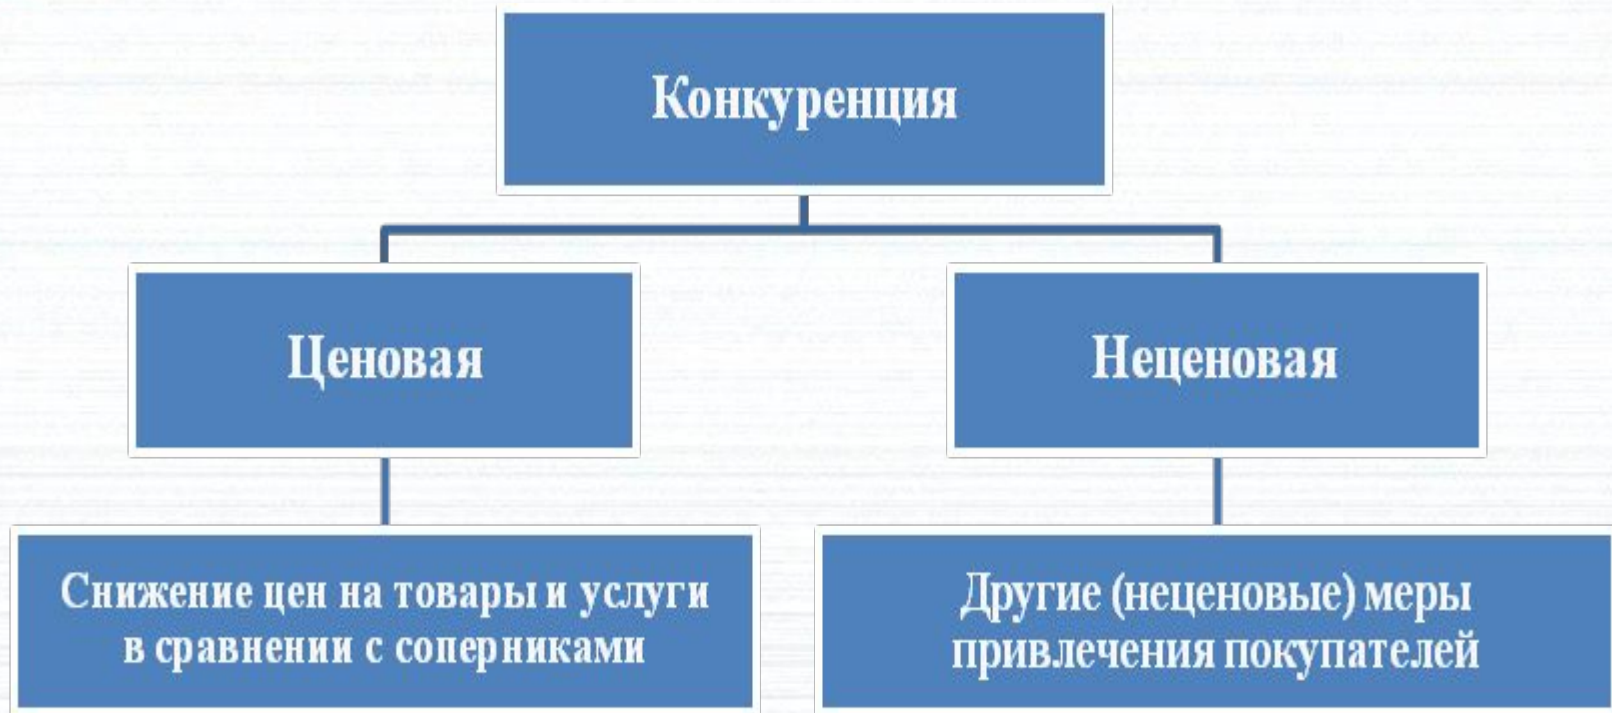 Конкуренция
Ценовая
Неценовая
Снижение цен на товары и услуги
в сравнении с соперниками
Другие (неценовые) меры
привлечения покупателей